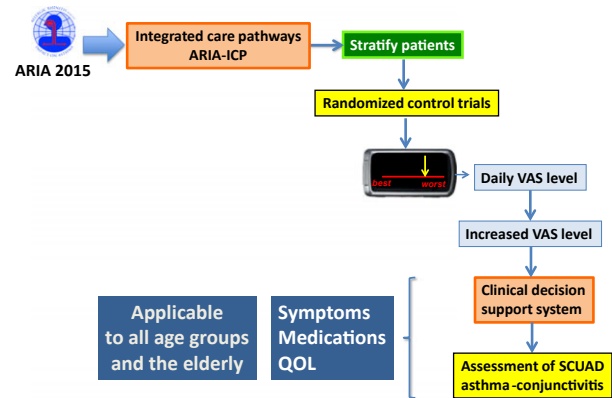 ARIA 2015
Integrated care pathways
ARIA-ICP
Stratify patients
Randomized control trials
best worst
Daily VAS level
Increased VAS level
Clinical decision
support system
Applicable
to all age groups
and the elderly
Symptoms
Medications
QOL
Assessment of SCUAD
asthma-conjunctivitis